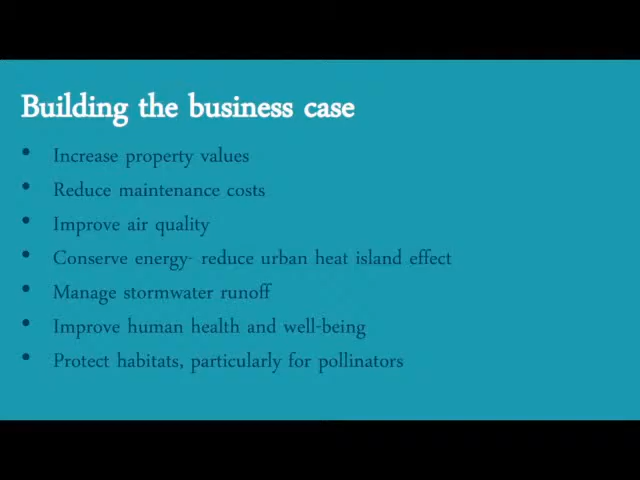 Building the business case
• Increase property values
• Reduce maintenance costs
• Improve air quality
• Conserve energy- reduce urban heat island effect
• Manage stormwater runoff
• Improve human health and well-being
• Protect habitats, particularly for pollinators